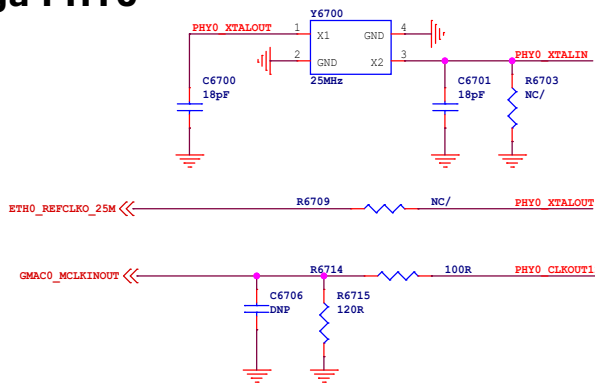 Y6700
PHY0_XTALOUT 1 X1 GND 4
2 GND X2 3 PHY0_XTALIN
25MHz
C6700
18pF
C6701
18pF
R6703
NC/
ETH0_REFCLKO_25M R6709 NC/ PHY0_XTALOUT
GMAC0_MCLKINOUT R6714 100R PHY0_CLKOUT1
C6706
DNP
R6715
120R